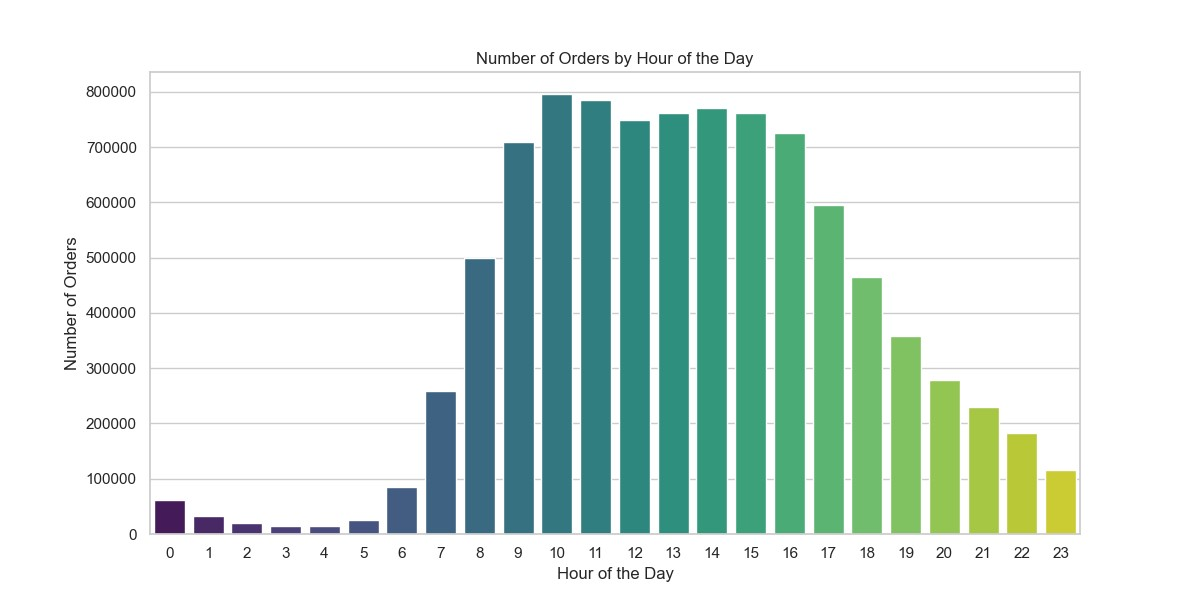 Number of Orders by Hour of the Day
800000
700000
600000
500000
400000
300000
200000
100000
0
Number of Orders
0 1 2 3 4 5 6 7 8 9 10 11 12 13 14 15 16 17 18 19 20 21 22 23
Hour of the Day